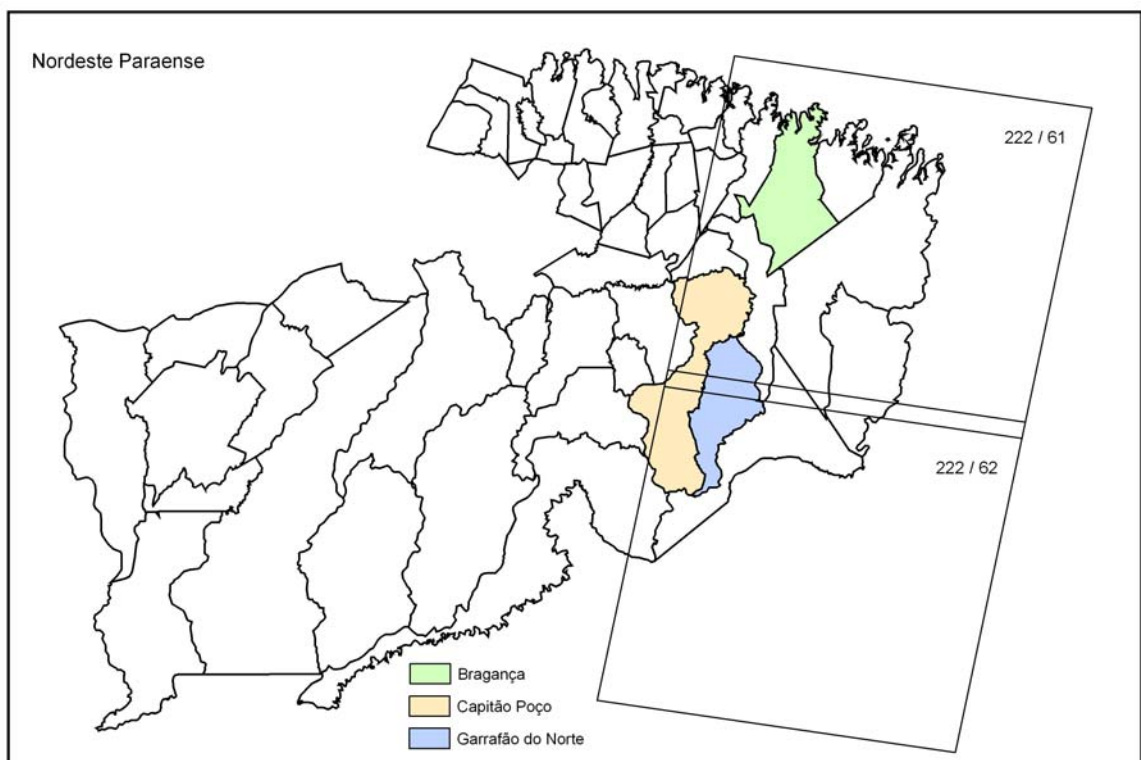 Nordeste Paraense
222 / 61
222 / 62
Bragança
Capitão Poço
Garrafão do Norte